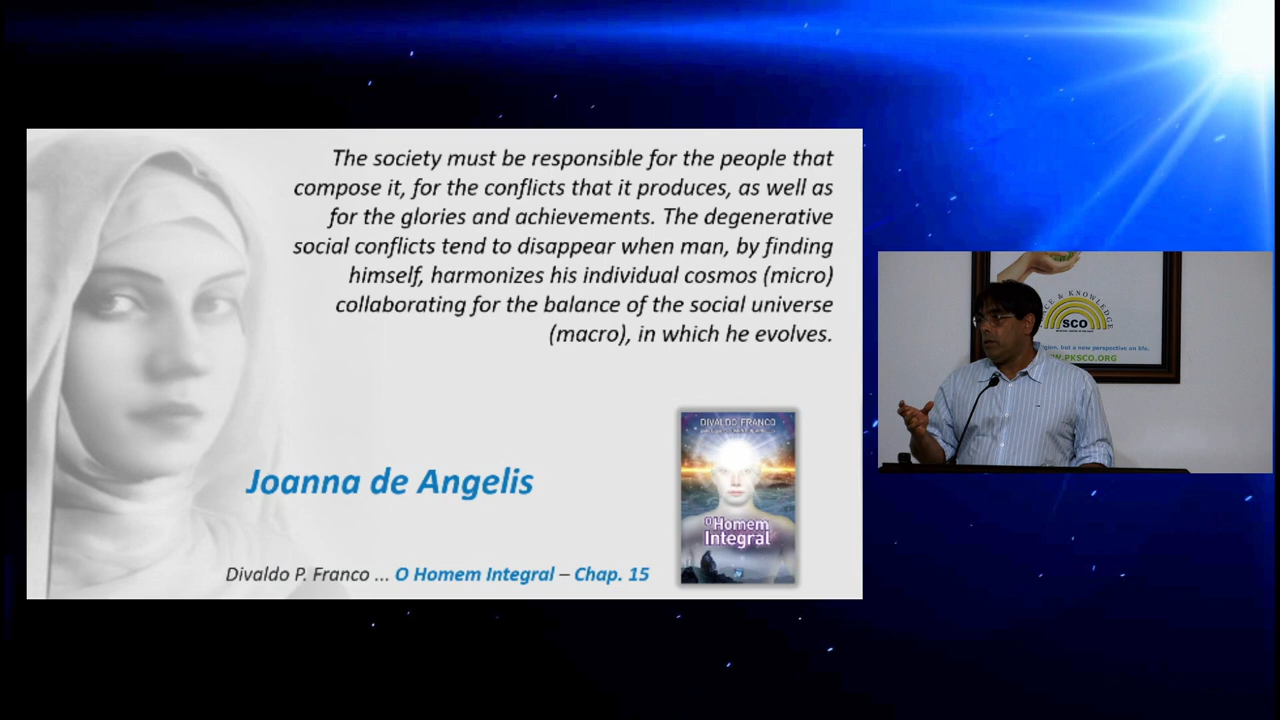 The society must be responsible for the people that
compose it, for the conflicts that it produces, as well as
for the glories and achievements. The degenerative
social conflicts tend to disappear when man, by finding
himself, harmonizes his individual cosmos (micro)
collaborating for the balance of the social universe
(macro), in which he evolves.
Joanna de Angelis
Divaldo P. Franco ... O Homem Integral – Chap. 15
DIVALDO FRANCO
O Homem
Integral
& KNOWLEDGE
SCO
but a new perspective on life.
PKSCO.ORG